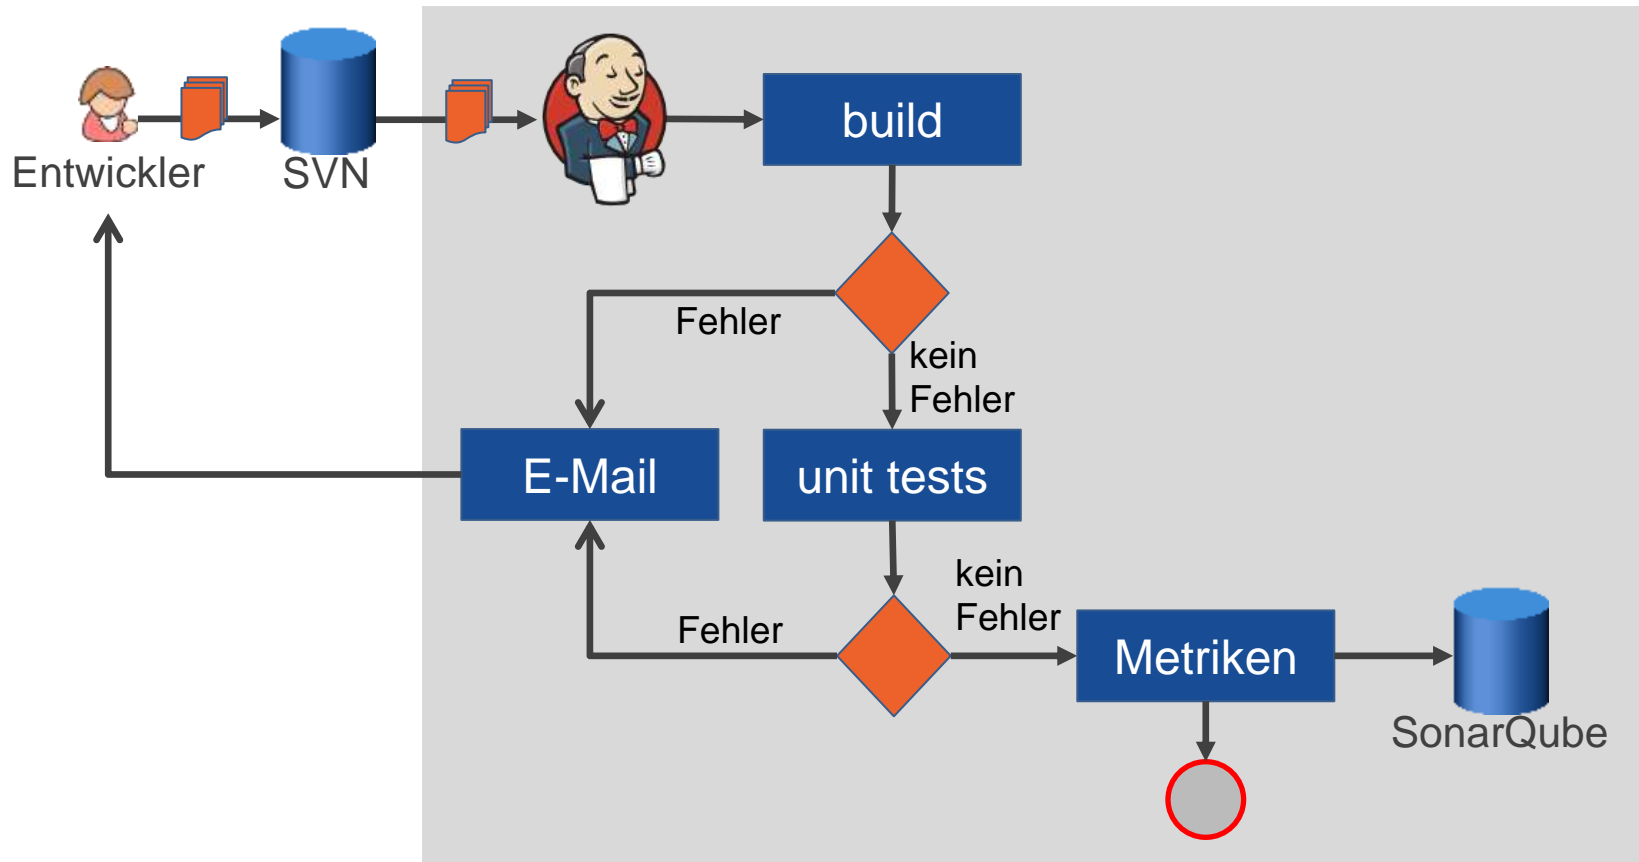 Entwickler
SVN
build
Fehler
kein
Fehler
E-Mail
unit tests
kein
Fehler
Fehler
Metriken
SonarQube